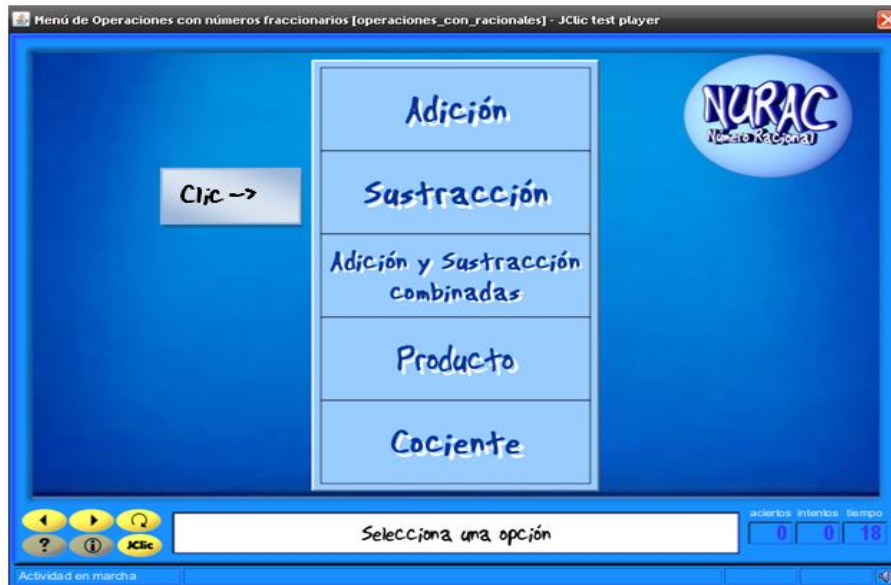 Menú de Operaciones con números fraccionarios [operaciones_con_racionales] - JClic test player
Adición
NURAC
Número Racional
Clic ->
Sustracción
Adición y Sustracción
combinadas
Producto
Cociente
Selecciona una opción
aciertos intentos tiempo
0 0 18
? i JClic
Actividad en marcha